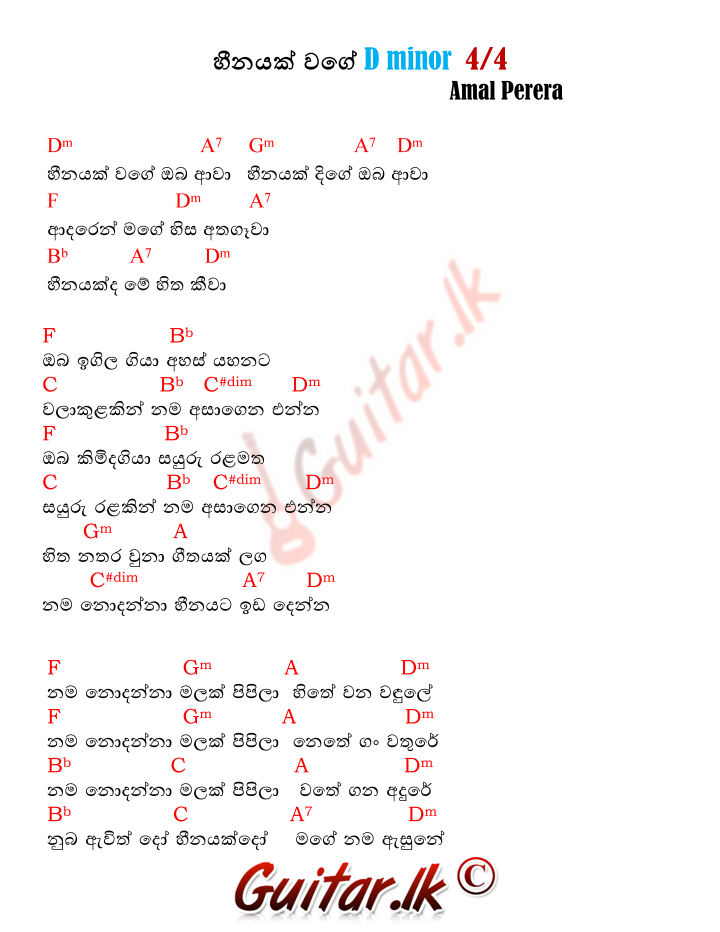 හීනයක් වගේ D minor 4/4
Amal Perera
Dm A7 Gm A7 Dm
හීනයක් වගේ ඔබ ආවා හීනයක් දිගේ ඔබ ආවා
F Dm A7
ආදරෙන් මගේ හිස අතගෑවා
Bb A7 Dm
හීනයක්ද මේ හිත කීවා
F Bb
ඔබ ඉගිල ගියා අහස් යහනට
C Bb C#dim Dm
වලාකුළකින් නම අසාගෙන එන්න
F Bb
ඔබ කිමිදගියා සයුරු රළමත
C Bb C#dim Dm
සයුරු රළකින් නම අසාගෙන එන්න
Gm A
හිත නතර වුනා ගීතයක් ලග
C#dim A7 Dm
නම නොදන්නා හීනයට ඉඩ දෙන්න
F Gm A Dm
නම නොදන්නා මලක් පිපිලා හිතේ වන වඳුලේ
F Gm A Dm
නම නොදන්නා මලක් පිපිලා නෙතේ ගං වතුරේ
Bb C A Dm
නම නොදන්නා මලක් පිපිලා වතේ ගන අදුරේ
Bb C A7 Dm
නුබ ඇවිත් දෝ හීනයක්දෝ මගේ නම ඇසුනේ
Guitar.lk
Guitar.lk ©